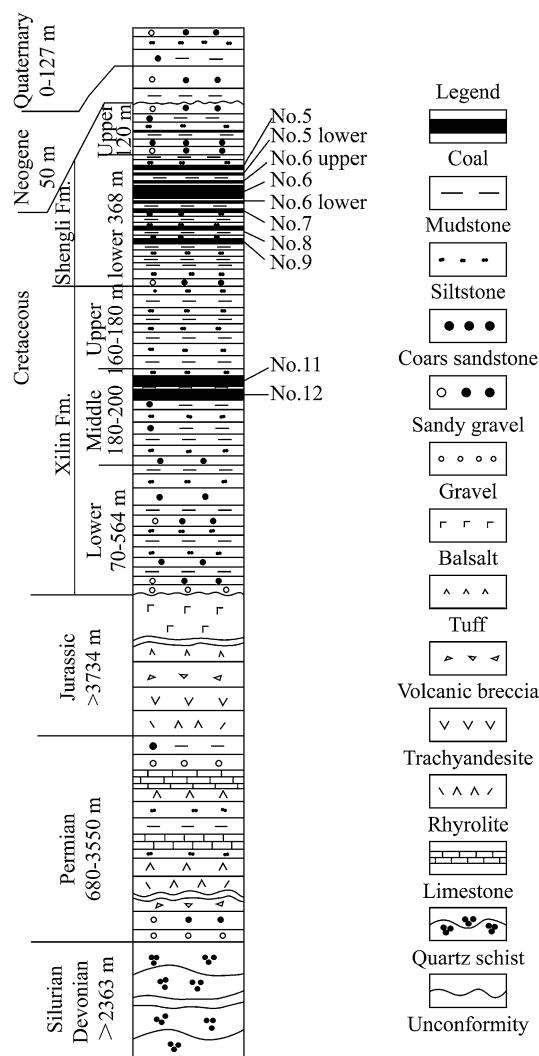 Quaternary
0-127 m
Neogene
50 m
Cretaceous
Shengli Fm.
Upper
120 m
lower 368 m
Xilin Fm.
Upper
160-180 m
Middle
180-200
Lower
70-564 m
Jurassic
>3734 m
Permian
680-3550 m
Silurian
Devonian
>2363 m
No.5
No.5 lower
No.6 upper
No.6
No.6 lower
No.7
No.8
No.9
No.11
No.12
Legend
Coal
Mudstone
Siltstone
Coars sandstone
Sandy gravel
Gravel
Balsalt
Tuff
Volcanic breccia
Trachyandesite
Rhyrolite
Limestone
Quartz schist
Unconformity